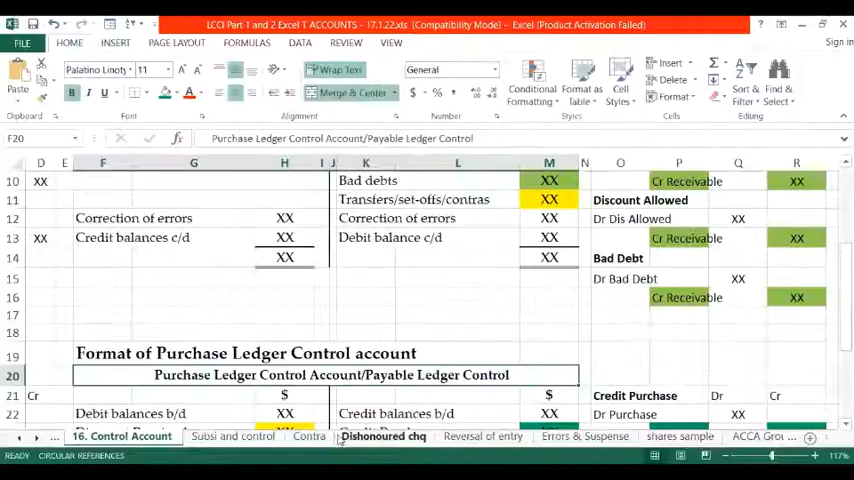 LCCI Part-1 and 2 Excel T ACCOUNTS - 17.1.22.xls [Compatibility Mode] - Excel (Product Activation Failed)
FILE HOME INSERT PAGE LAYOUT FORMULAS DATA REVIEW VIEW Sign in
Palatino Linot 11 Wrap Text General Insert
Paste B I U Merge & Center $ % Conditional Formatting Format as Table Cell Styles Delete Format Sort & Filter Find & Select
Clipboard Font Alignment Number Styles Cells Editing
F20 fx Purchase Ledger Control Account/Payable Ledger Control
D E F G H I J K L M N O P Q R
10 XX Bad debts XX Cr Receivable XX
11 Transfers/set-offs/contras XX Discount Allowed
12 Correction of errors XX Correction of errors XX Dr Dis Allowed XX
13 XX Credit balances c/d XX Debit balance c/d XX Cr Receivable XX
14 XX XX Bad Debt
15 Dr Bad Debt XX
16 Cr Receivable XX
17
18
19 Format of Purchase Ledger Control account
20 Purchase Ledger Control Account/Payable Ledger Control
21 Cr $ $ Credit Purchase Dr Cr
22 Debit balances b/d XX Credit balances b/d XX Dr Purchase XX
16. Control Account Subsi and control Contra Dishonoured chq Reversal of entry Errors & Suspense shares sample ACCA Grou ...
READY CIRCULAR REFERENCES 117%